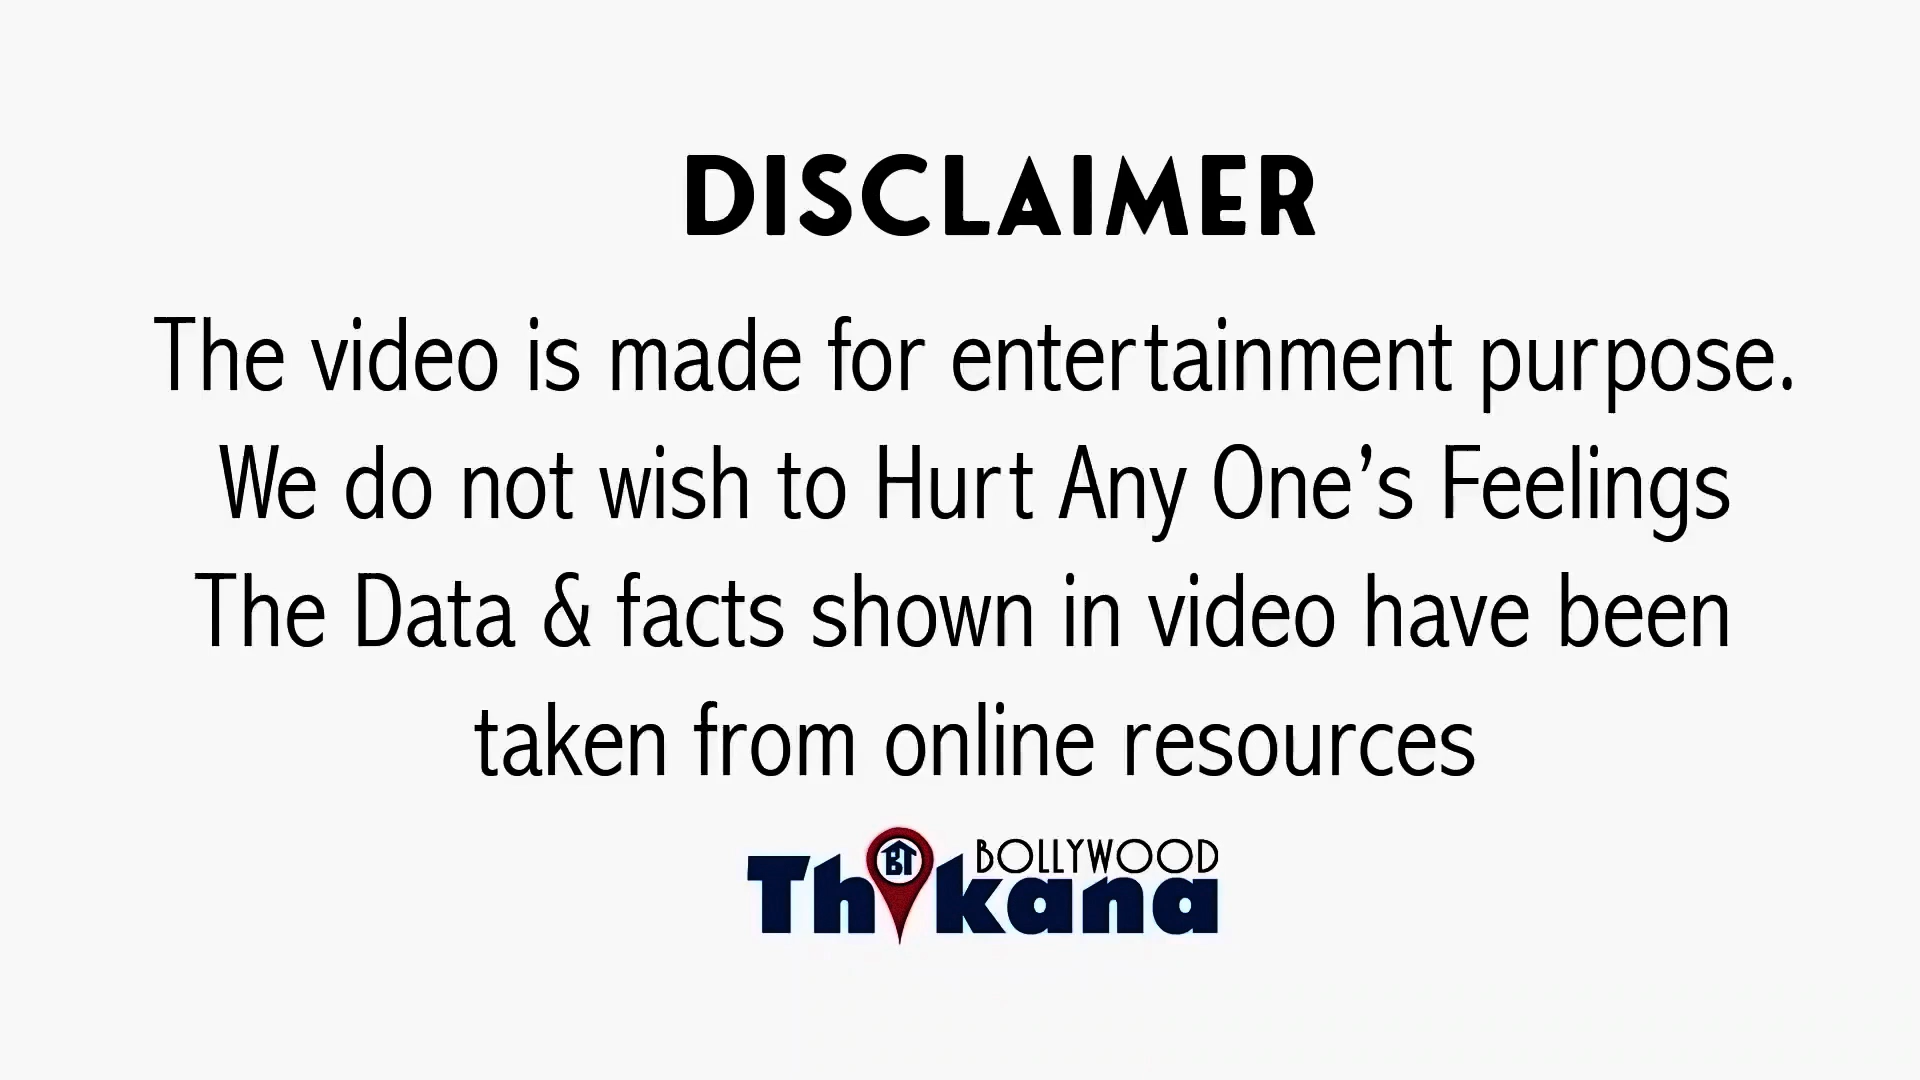 DISCLAIMER
The video is made for entertainment purpose.
We do not wish to Hurt Any One’s Feelings
The Data & facts shown in video have been
taken from online resources
BT
BOLLYWOOD
Thikana